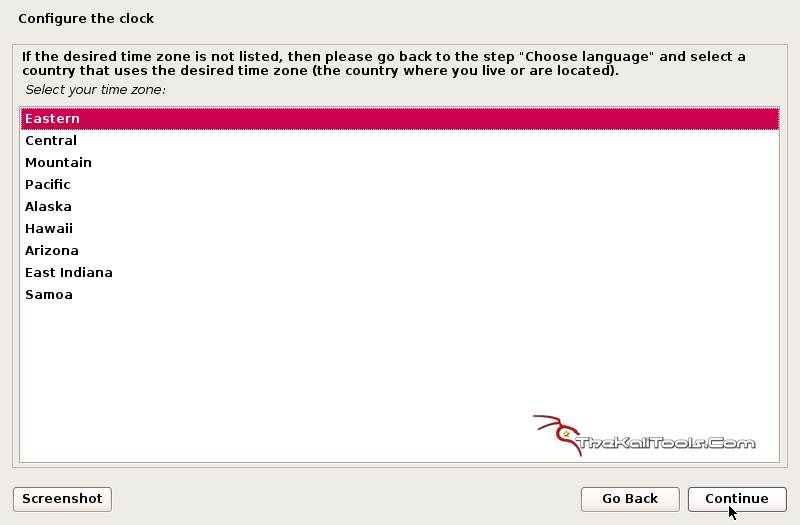 Configure the clock
If the desired time zone is not listed, then please go back to the step "Choose language" and select a
country that uses the desired time zone (the country where you live or are located).
Select your time zone:
Eastern
Central
Mountain
Pacific
Alaska
Hawaii
Arizona
East Indiana
Samoa
TheKaliTools.Com
Screenshot
Go Back
Continue